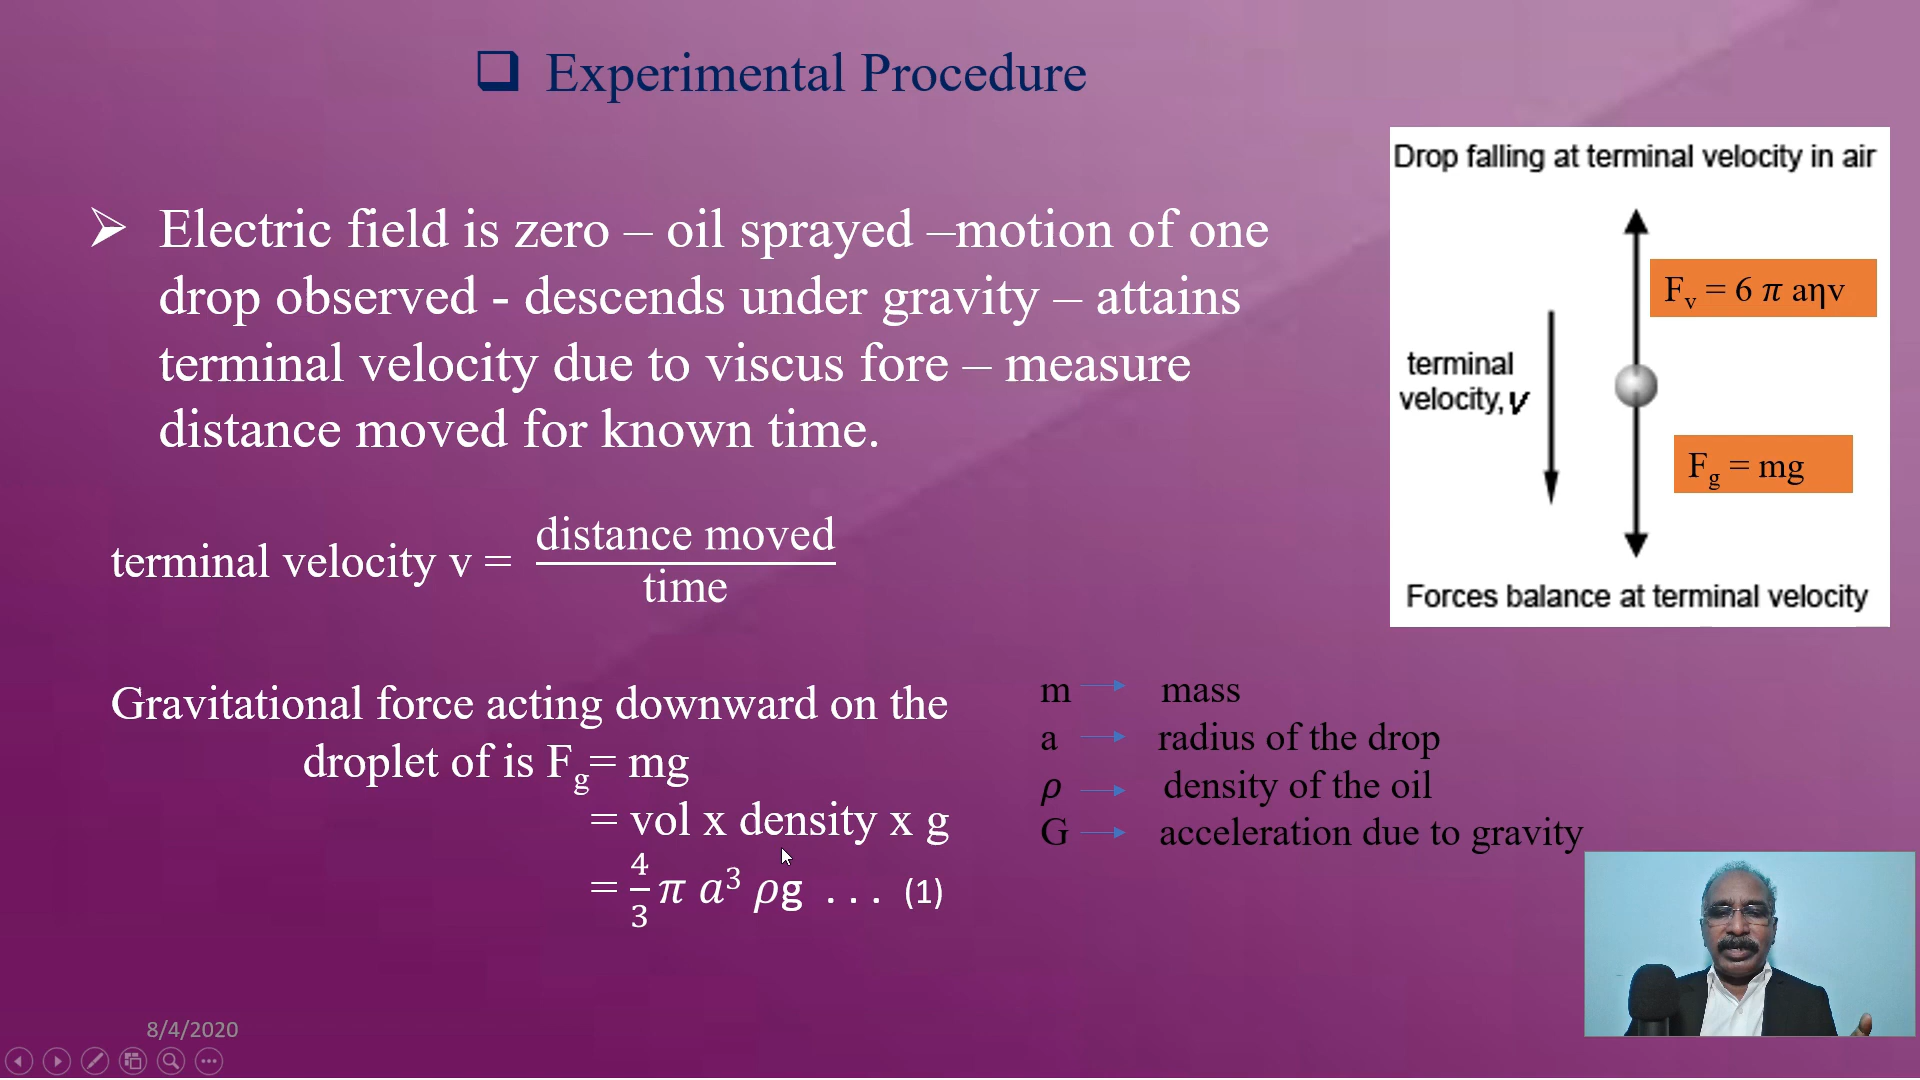 ❑ Experimental Procedure
➢ Electric field is zero – oil sprayed –motion of one
drop observed - descends under gravity – attains
terminal velocity due to viscus fore – measure
distance moved for known time.
terminal velocity v = distance moved / time
Gravitational force acting downward on the
droplet of is Fg= mg
= vol x density x g
= 4/3 π a³ ρg . . . (1)
Drop falling at terminal velocity in air
Fv = 6 π aηv
terminal
velocity, v
Fg = mg
Forces balance at terminal velocity
m → mass
a → radius of the drop
ρ → density of the oil
G → acceleration due to gravity
8/4/2020